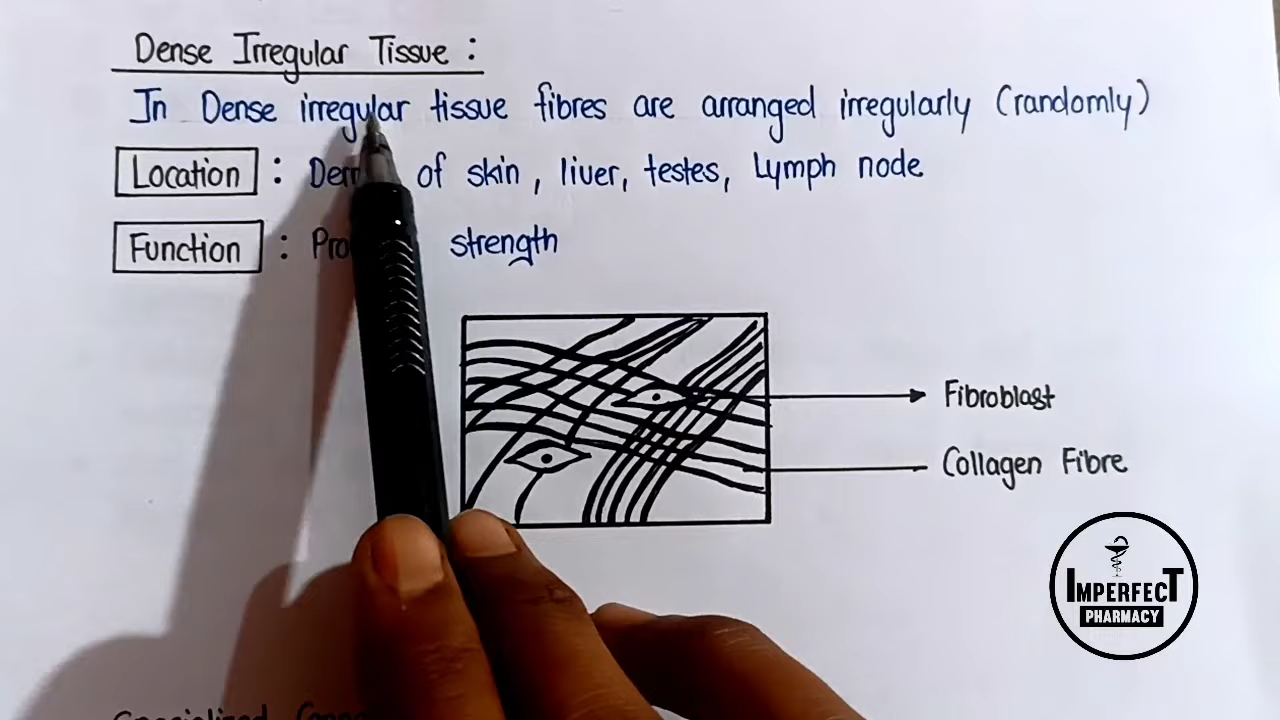 Dense Irregular Tissue :
In Dense irregular tissue fibres are arranged irregularly (randomly)
Location : of skin, liver, testes, Lymph node
Function : strength
Fibroblast
Collagen Fibre
IMPERFECT
PHARMACY